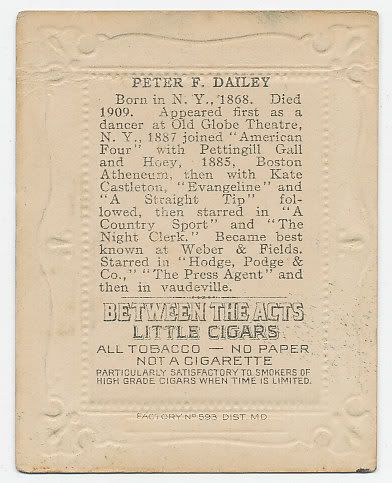 PETER F. DAILEY
Born in N. Y., 1868. Died
1909. Appeared first as a
dancer at Old Globe Theatre,
N. Y., 1887 joined "American
Four" with Pettingill Gall
and Hoey, 1885, Boston
Atheneum, then with Kate
Castleton, "Evangeline" and
"A Straight Tip" fol-
lowed, then starred in "A
Country Sport" and "The
Night Clerk." Became best
known at Weber & Fields.
Starred in "Hodge, Podge &
Co.," "The Press Agent" and
then in vaudeville.
BETWEEN THE ACTS
LITTLE CIGARS
ALL TOBACCO — NO PAPER
NOT A CIGARETTE
PARTICULARLY SATISFACTORY TO SMOKERS OF
HIGH GRADE CIGARS WHEN TIME IS LIMITED.
FACTORY No 593 DIST. MD.